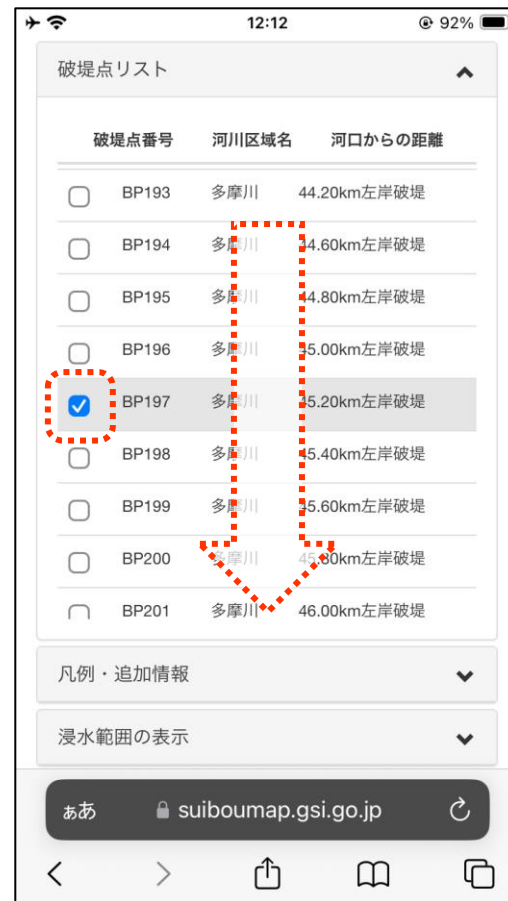 12:12 92%
破堤点リスト
破堤点番号 河川区域名 河口からの距離
BP193 多摩川 44.20km左岸破堤
BP194 多摩川 44.60km左岸破堤
BP195 多摩川 44.80km左岸破堤
BP196 多摩川 45.00km左岸破堤
BP197 多摩川 45.20km左岸破堤
BP198 多摩川 45.40km左岸破堤
BP199 多摩川 45.60km左岸破堤
BP200 多摩川 45.80km左岸破堤
BP201 多摩川 46.00km左岸破堤
凡例・追加情報
浸水範囲の表示
ぁあ suiboumap.gsi.go.jp